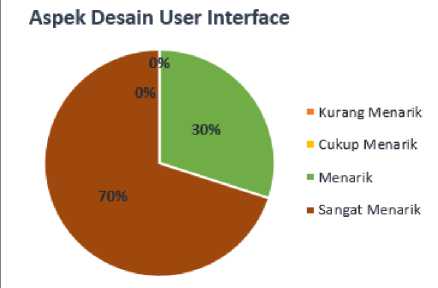 Aspek Desain User Interface
0%
0%
30%
70%
Kurang Menarik
Cukup Menarik
Menarik
Sangat Menarik